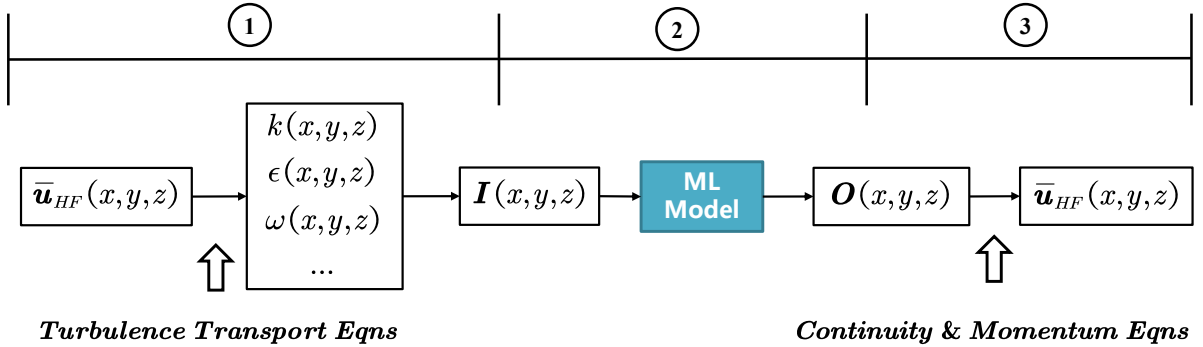 ① ② ③
k(x,y,z)
ϵ(x,y,z)
ω(x,y,z)
...
ū_HF(x,y,z)
I(x,y,z)
ML
Model
O(x,y,z)
ū_HF(x,y,z)
Turbulence Transport Eqns
Continuity & Momentum Eqns